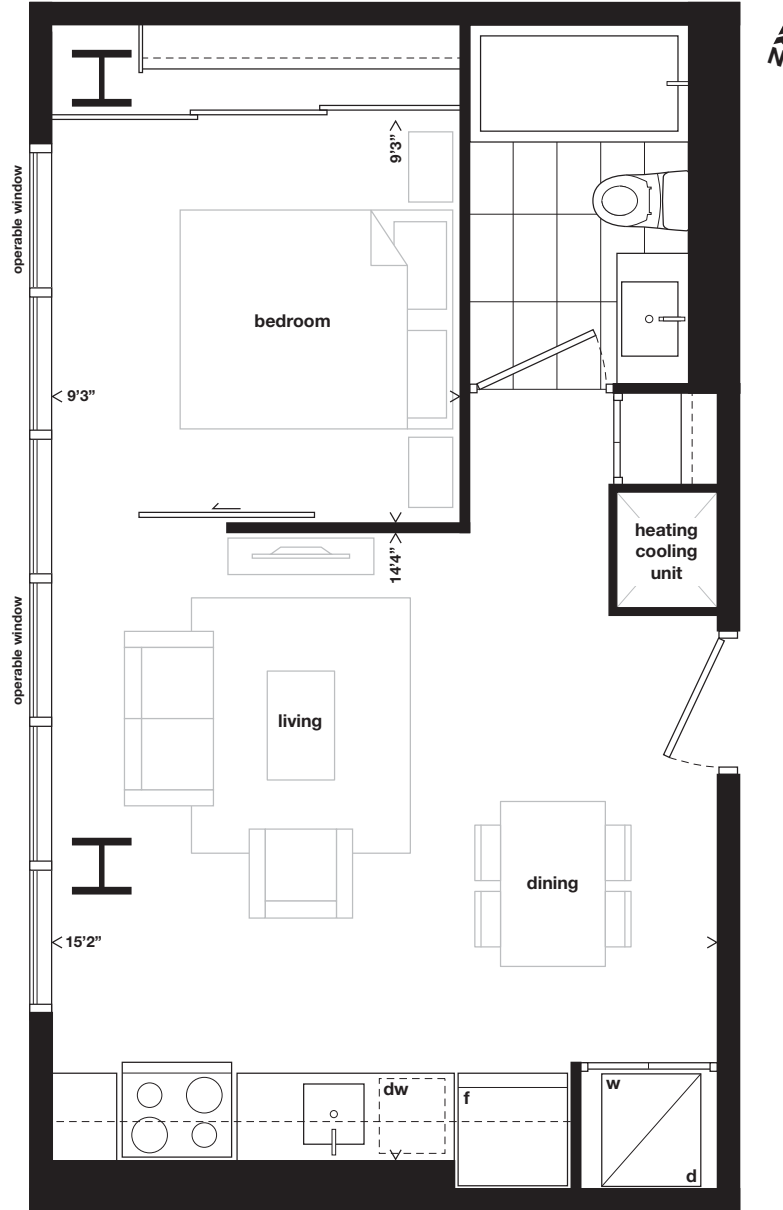 N
9'3"
operable window
bedroom
9'3"
heating
cooling
unit
14'4"
operable window
living
dining
15'2"
dw
f
w
d